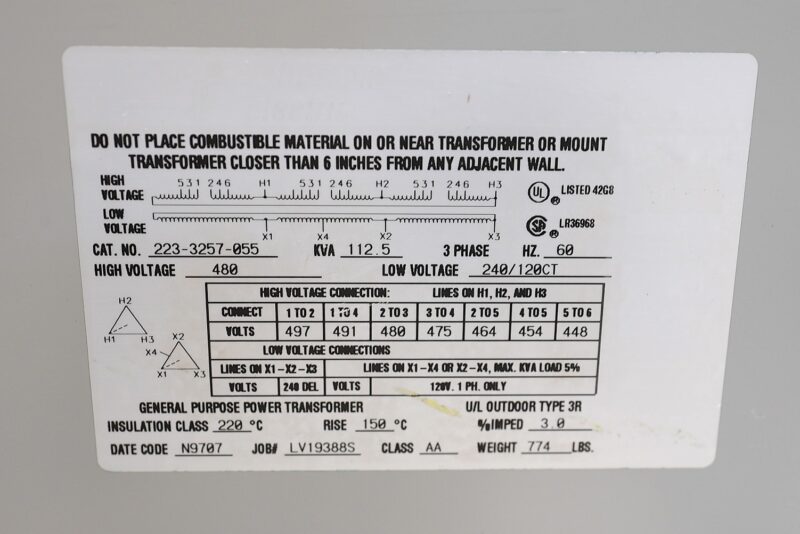 DO NOT PLACE COMBUSTIBLE MATERIAL ON OR NEAR TRANSFORMER OR MOUNT
TRANSFORMER CLOSER THAN 6 INCHES FROM ANY ADJACENT WALL.
HIGH VOLTAGE 5 3 1 2 4 6 H1 5 3 1 2 4 6 H2 5 3 1 2 4 6 H3
UL ® LISTED 42G8
LOW VOLTAGE X1 X4 X2 X3
SA ® LR36968
CAT. NO. 223-3257-055 KVA 112.5 3 PHASE HZ. 60
HIGH VOLTAGE 480 LOW VOLTAGE 240/120CT
HIGH VOLTAGE CONNECTION: LINES ON H1, H2, AND H3
CONNECT 1 TO 2 1 TO 4 2 TO 3 3 TO 4 2 TO 5 4 TO 5 5 TO 6
VOLTS 497 491 480 475 464 454 448
LOW VOLTAGE CONNECTIONS
LINES ON X1-X2-X3 LINES ON X1-X4 OR X2-X4, MAX. KVA LOAD 5%
VOLTS 240 DEL VOLTS 120V. 1 PH. ONLY
H2
H1 H3
X2
X4
X1 X3
GENERAL PURPOSE POWER TRANSFORMER U/L OUTDOOR TYPE 3R
INSULATION CLASS 220 °C RISE 150 °C %IMPED 3.0
DATE CODE N9707 JOB# LV19388S CLASS AA WEIGHT 774 LBS.